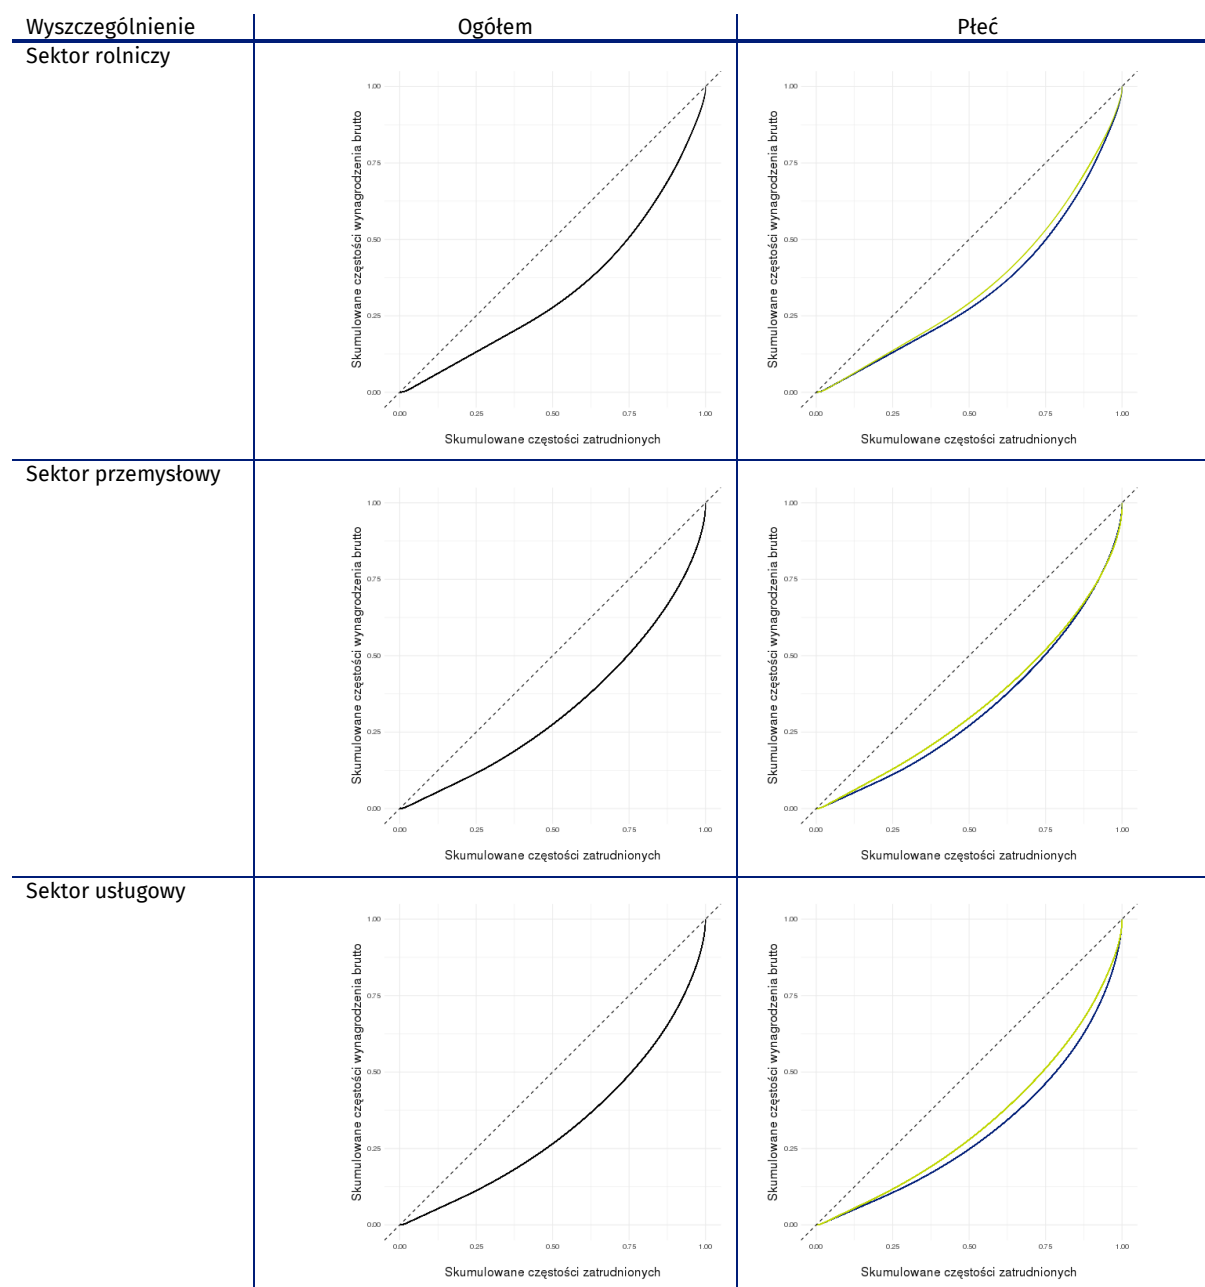 Wyszczególnienie Ogółem Płeć
Sektor rolniczy
Skumulowane częstości wynagrodzenia brutto
1.00
0.75
0.50
0.25
0.00
0.00 0.25 0.50 0.75 1.00
Skumulowane częstości zatrudnionych
Skumulowane częstości wynagrodzenia brutto
1.00
0.75
0.50
0.25
0.00
0.00 0.25 0.50 0.75 1.00
Skumulowane częstości zatrudnionych
Sektor przemysłowy
Skumulowane częstości wynagrodzenia brutto
1.00
0.75
0.50
0.25
0.00
0.00 0.25 0.50 0.75 1.00
Skumulowane częstości zatrudnionych
Skumulowane częstości wynagrodzenia brutto
1.00
0.75
0.50
0.25
0.00
0.00 0.25 0.50 0.75 1.00
Skumulowane częstości zatrudnionych
Sektor usługowy
Skumulowane częstości wynagrodzenia brutto
1.00
0.75
0.50
0.25
0.00
0.00 0.25 0.50 0.75 1.00
Skumulowane częstości zatrudnionych
Skumulowane częstości wynagrodzenia brutto
1.00
0.75
0.50
0.25
0.00
0.00 0.25 0.50 0.75 1.00
Skumulowane częstości zatrudnionych